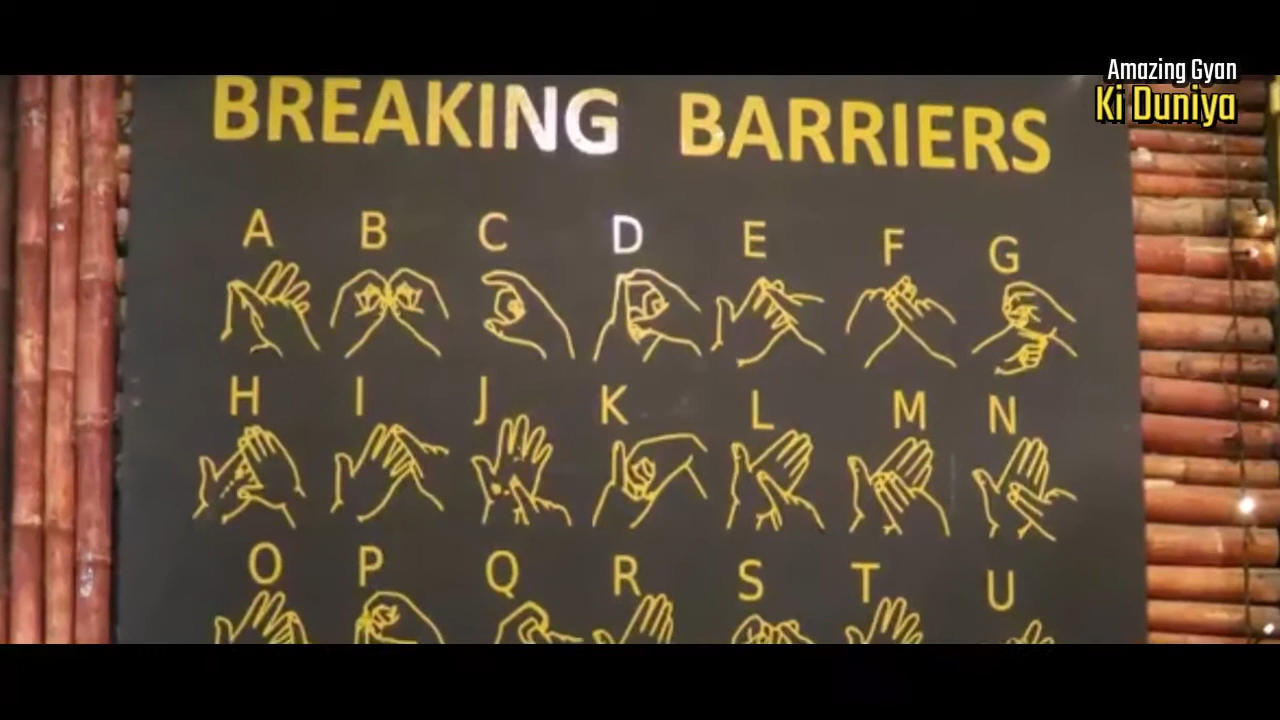 Amazing Gyan
Ki Duniya
BREAKING BARRIERS
A B C D E F G
H I J K L M N
O P Q R S T U